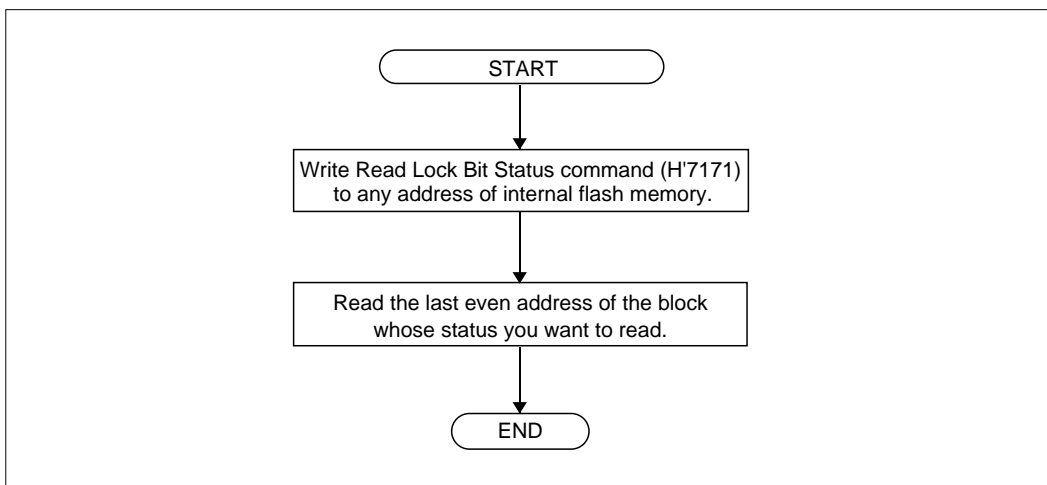 START
Write Read Lock Bit Status command (H'7171)
to any address of internal flash memory.
Read the last even address of the block
whose status you want to read.
END